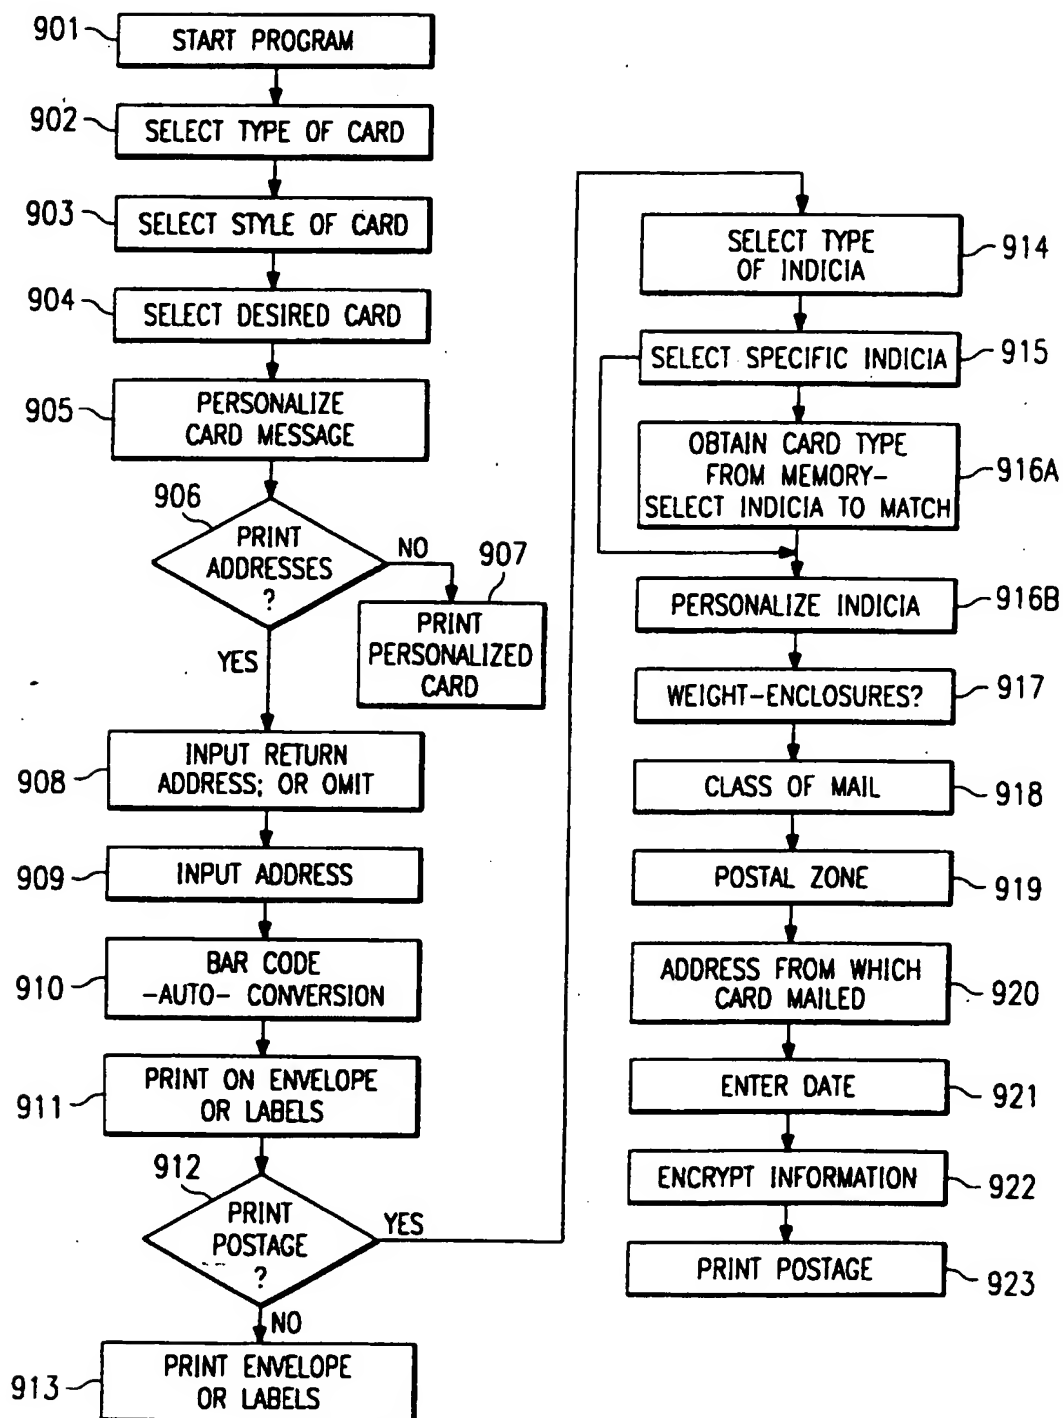 901
START PROGRAM
902
SELECT TYPE OF CARD
903
SELECT STYLE OF CARD
904
SELECT DESIRED CARD
905
PERSONALIZE
CARD MESSAGE
906
PRINT
ADDRESSES
?
NO
907
PRINT
PERSONALIZED
CARD
YES
908
INPUT RETURN
ADDRESS; OR OMIT
909
INPUT ADDRESS
910
BAR CODE
-AUTO- CONVERSION
911
PRINT ON ENVELOPE
OR LABELS
912
PRINT
POSTAGE
?
YES
NO
913
PRINT ENVELOPE
OR LABELS
SELECT TYPE
OF INDICIA
914
SELECT SPECIFIC INDICIA
915
OBTAIN CARD TYPE
FROM MEMORY-
SELECT INDICIA TO MATCH
916A
PERSONALIZE INDICIA
916B
WEIGHT-ENCLOSURES?
917
CLASS OF MAIL
918
POSTAL ZONE
919
ADDRESS FROM WHICH
CARD MAILED
920
ENTER DATE
921
ENCRYPT INFORMATION
922
PRINT POSTAGE
923